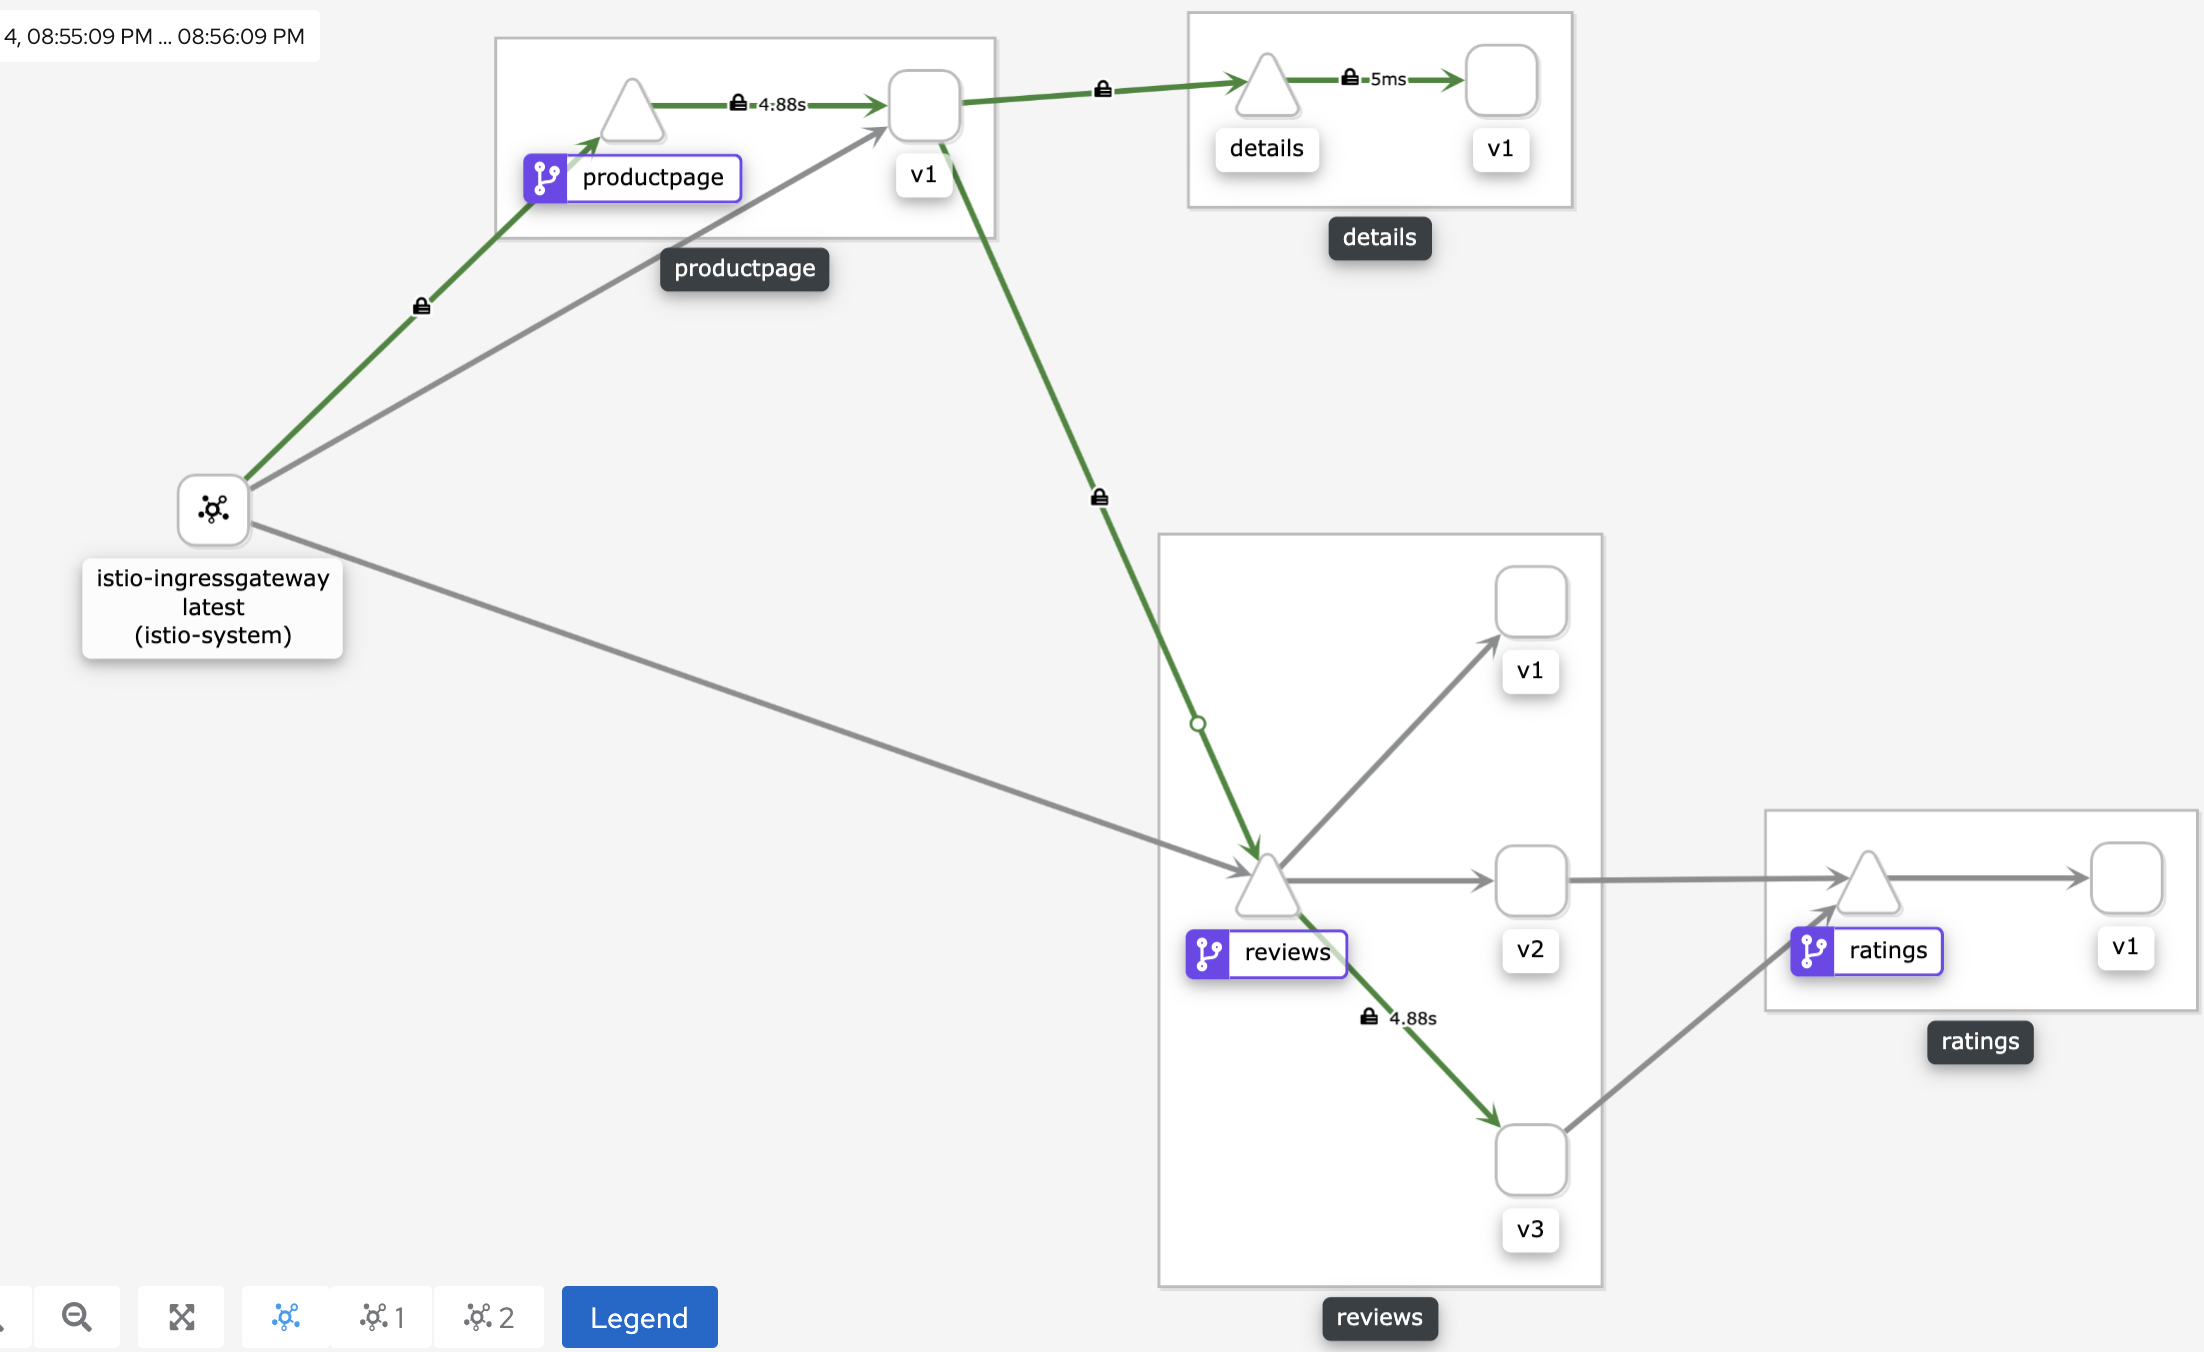 4, 08:55:09 PM ... 08:56:09 PM
4.88s
productpage
v1
productpage
5ms
details
v1
details
istio-ingressgateway
latest
(istio-system)
v1
reviews
v2
4.88s
v3
reviews
ratings
v1
ratings
1
2
Legend